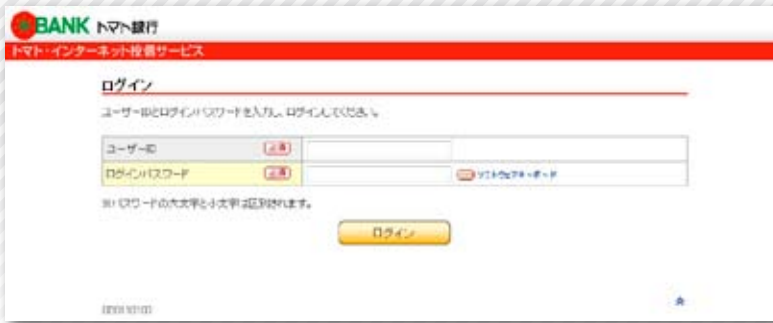 BANK トマト銀行
トマト・インターネット投信サービス
ログイン
ユーザーIDとログインパスワードを入力し、ログインしてください。
ユーザーID 必須
ログインパスワード 必須 ソフトウェアキーボード
※パスワードの大文字と小文字は区別されます。
ログイン